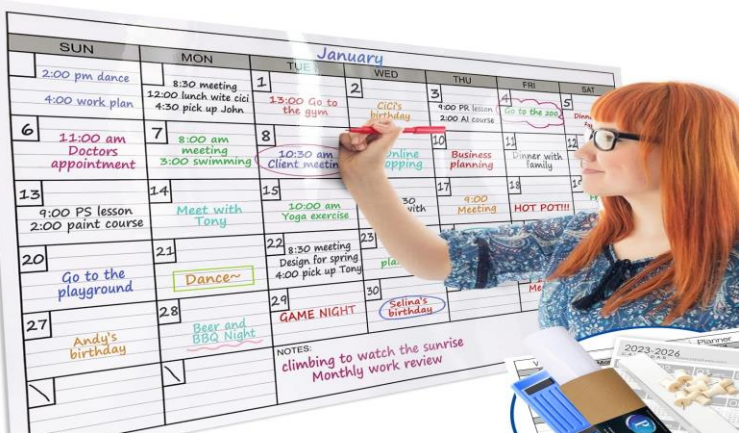 January
SUN MON TUE WED THU FRI SAT
2:00 pm dance
4:00 work plan
8:30 meeting
12:00 lunch wite cici
4:30 pick up John
1
13:00 Go to
the gym
2
CiCi's
birthday
3
9:00 PR lesson
2:00 AI course
4
Go to the zoo
5
6
11:00 am
Doctors
appointment
7
8:00 am
meeting
3:00 swimming
8
10:30 am
Client meetin
10
Business
planning
11
Dinner with
family
12
13
9:00 PS lesson
2:00 paint course
14
Meet with
Tony
15
10:00 am
Yoga exercise
17
9:00
Meeting
18
HOT POT!!!
20
Go to the
playground
21
Dance~
22
8:30 meeting
Design for spring
4:00 pick up Tony
23
27
Andy's
birthday
28
Beer and
BBQ Night
29
GAME NIGHT
30
Selina's
birthday
NOTES:
climbing to watch the sunrise
Monthly work review
Planner
2023-2026